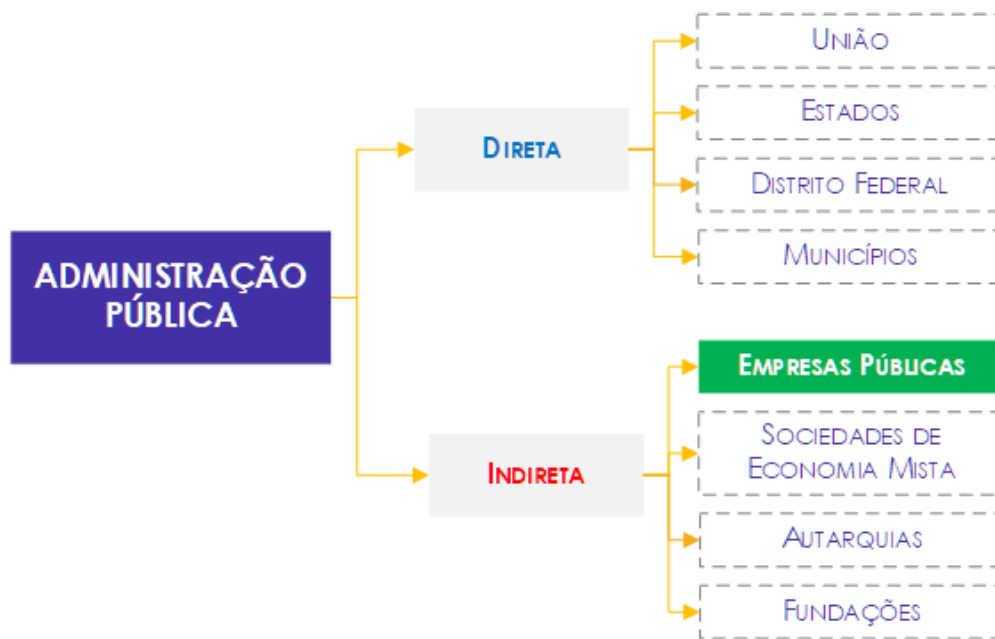 ADMINISTRAÇÃO
PÚBLICA
DIRETA
UNIÃO
ESTADOS
DISTRITO FEDERAL
MUNICÍPIOS
INDIRETA
EMPRESAS PÚBLICAS
SOCIEDADES DE
ECONOMIA MISTA
AUTARQUIAS
FUNDAÇÕES